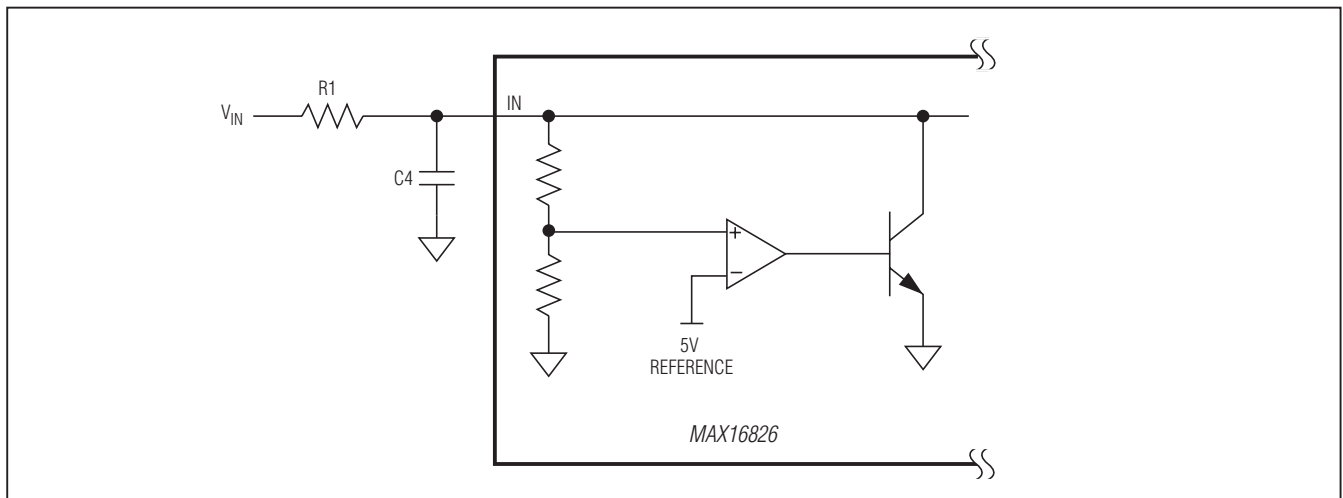 R1
V_IN
IN
C4
+
−
5V
REFERENCE
MAX16826